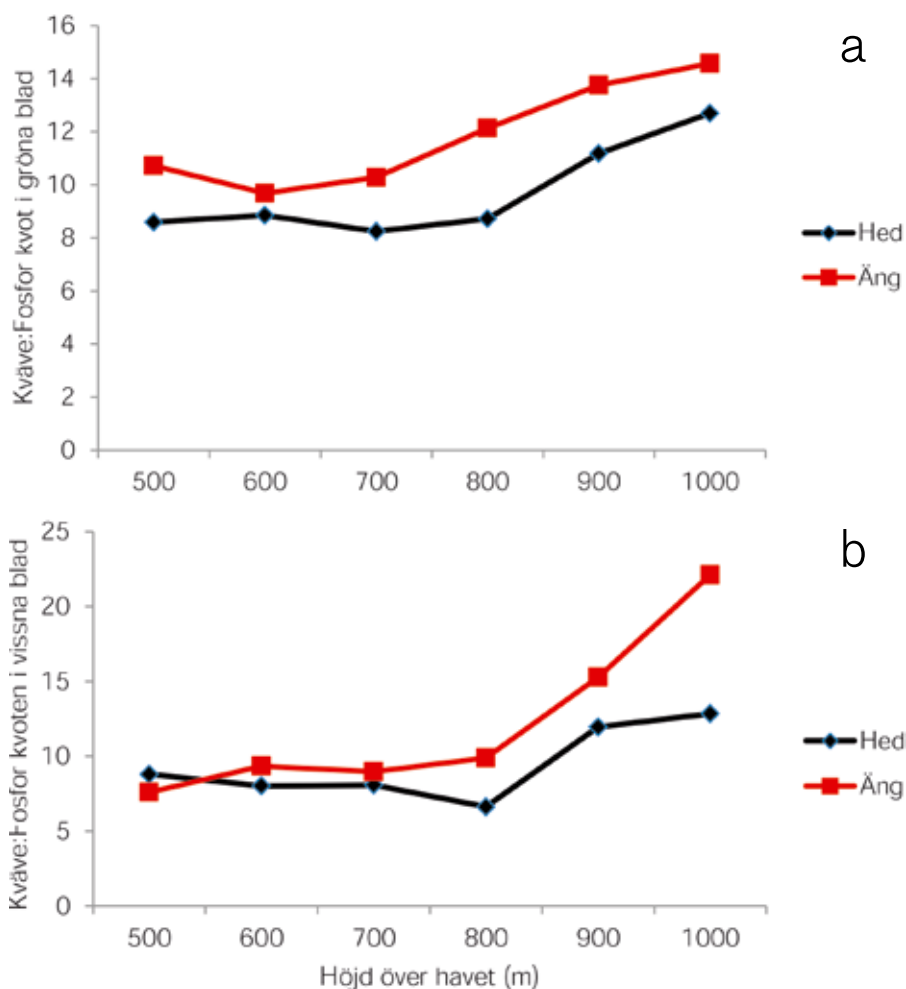 a
Kväve:Fosfor kvot i gröna blad
16
14
12
10
8
6
4
2
0
500 600 700 800 900 1000
Hed
Äng
b
Kväve:Fosfor kvoten i vissna blad
25
20
15
10
5
0
500 600 700 800 900 1000
Höjd över havet (m)
Hed
Äng